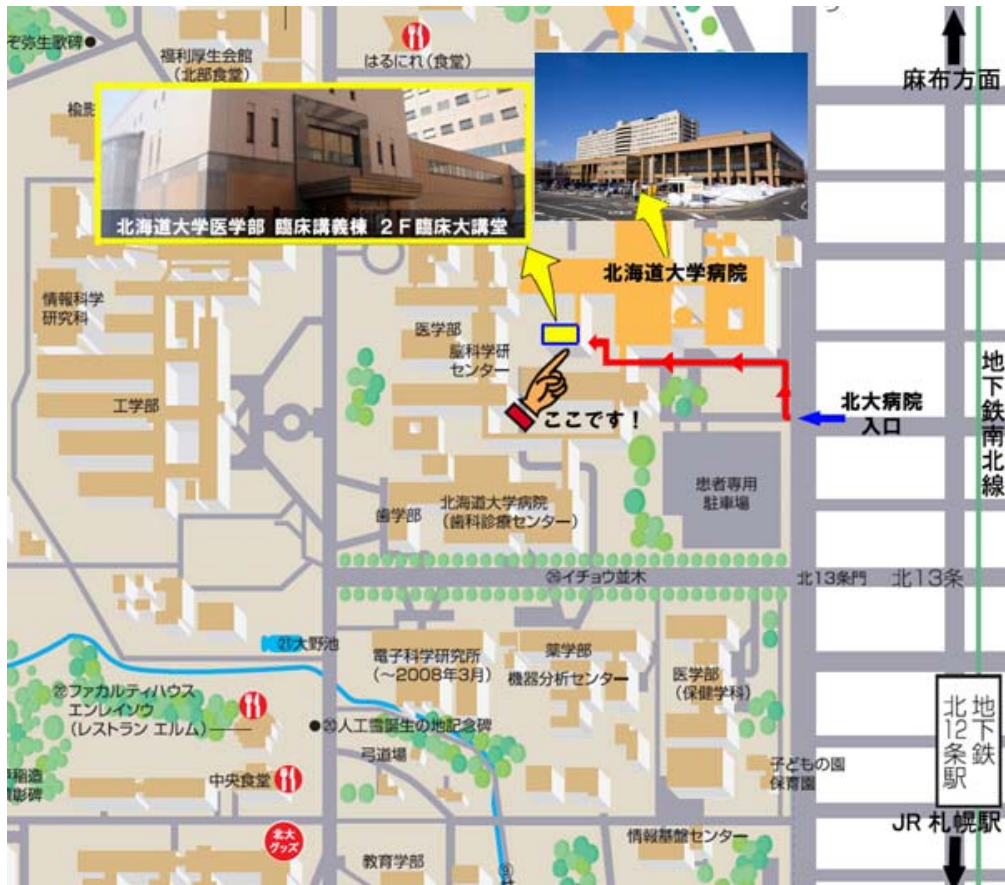 ぞ弥生歌碑●
福利厚生会館
(北部食堂)
はるにれ(食堂)
麻布方面
楡影
北海道大学医学部 臨床講義棠 2F臨床大講堂
北海道大学病院
情報科学
研究科
医学部
脳科学研
センター
工学部
ここです!
北大病院
入口
地下鉄南北線
患者専用
駐車場
歯学部
北海道大学病院
(歯科診療センター)
㉖イチョウ並木
北13条門
北13条
㉑大野池
電子科学研究所
(~2008年3月)
薬学部
機器分析センター
医学部
(保健学科)
㉒ファカルティハウス
エンレイソウ
(レストラン エルム)
●⑳人工雪誕生の地記念碑
弓道場
中央食堂
子どもの園
保育園
地下鉄
北12条駅
稲造
彰碑
北大
グッズ
JR 札幌駅
情報基盤センター
教育学部